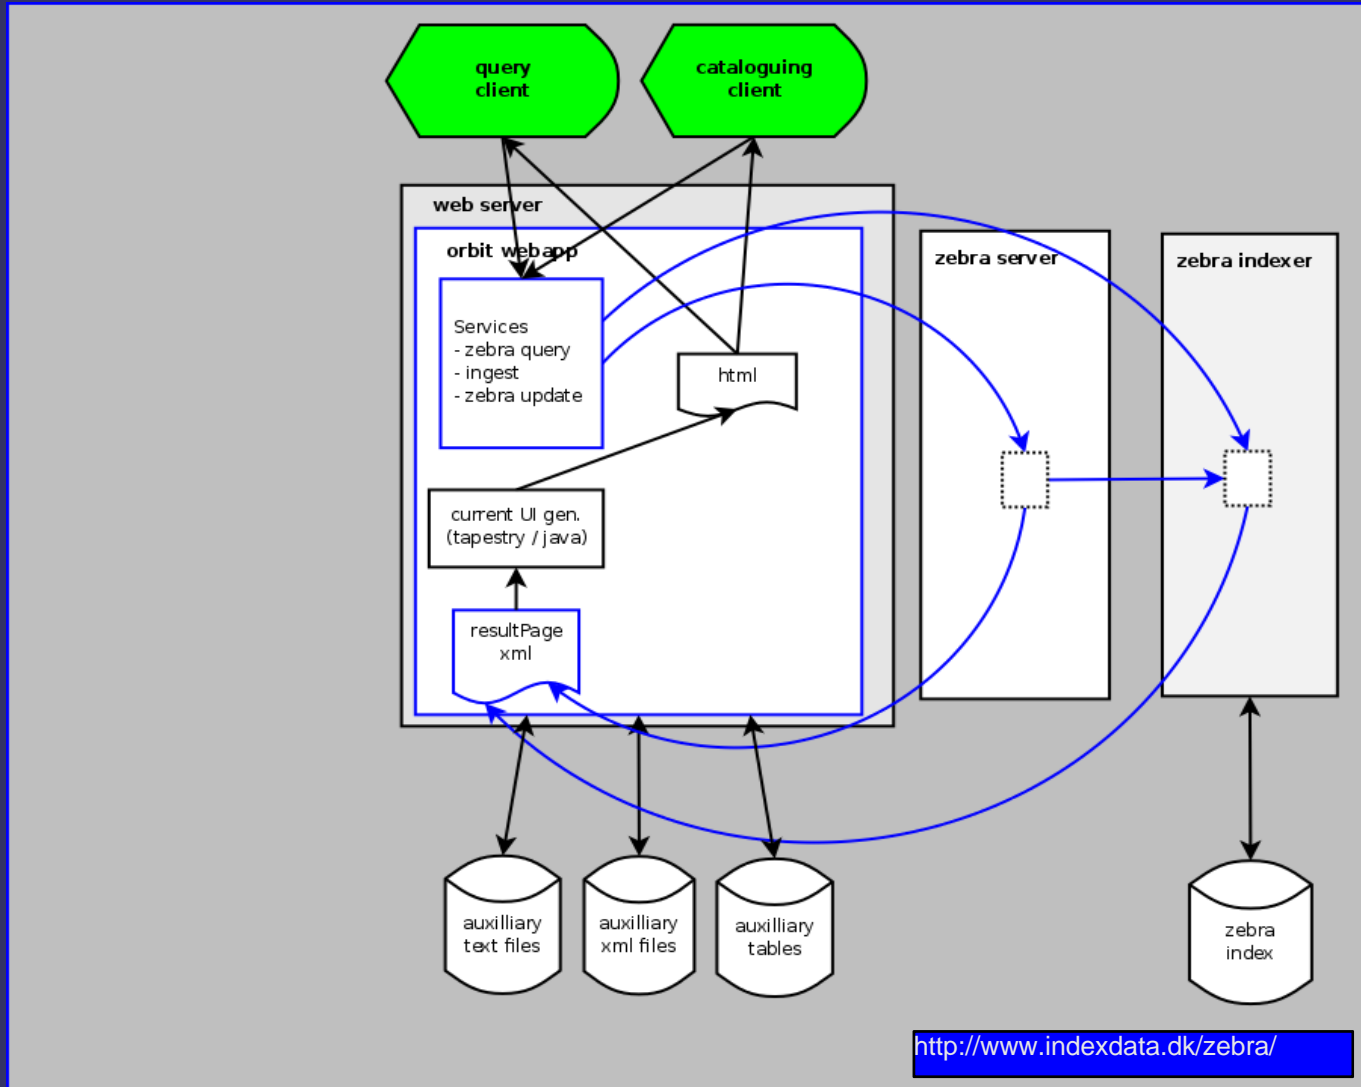 query
client
cataloguing
client
web server
orbit webapp
zebra server
zebra indexer
Services
- zebra query
- ingest
- zebra update
html
current UI gen.
(tapestry / java)
resultPage
xml
auxilliary
text files
auxilliary
xml files
auxilliary
tables
zebra
index
http://www.indexdata.dk/zebra/